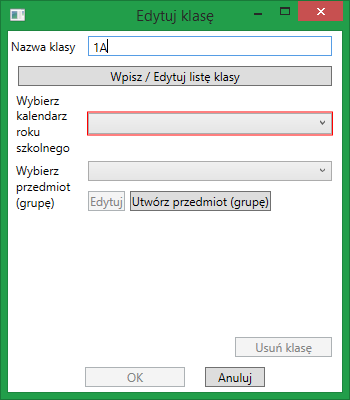 Edytuj klasę
Nazwa klasy 1A
Wpisz / Edytuj listę klasy
Wybierz
kalendarz
roku
szkolnego
Wybierz
przedmiot
(grupę)
Edytuj Utwórz przedmiot (grupę)
Usuń klasę
OK Anuluj